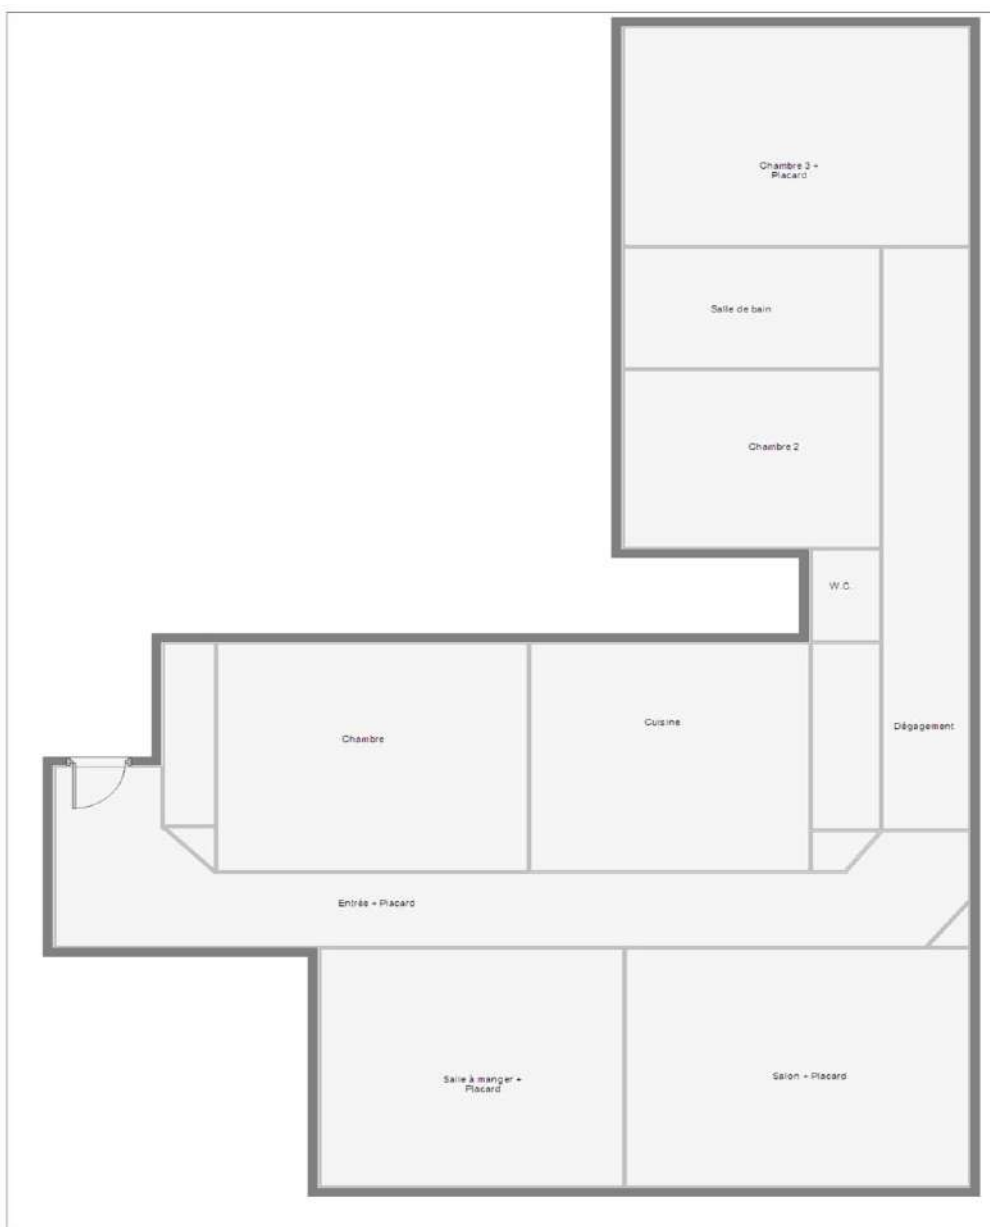 Chambre 3 +
Placard
Salle de bain
Chambre 2
W.C.
Cuisine
Dégagement
Chambre
Entrée + Placard
Salle à manger +
Placard
Salon + Placard